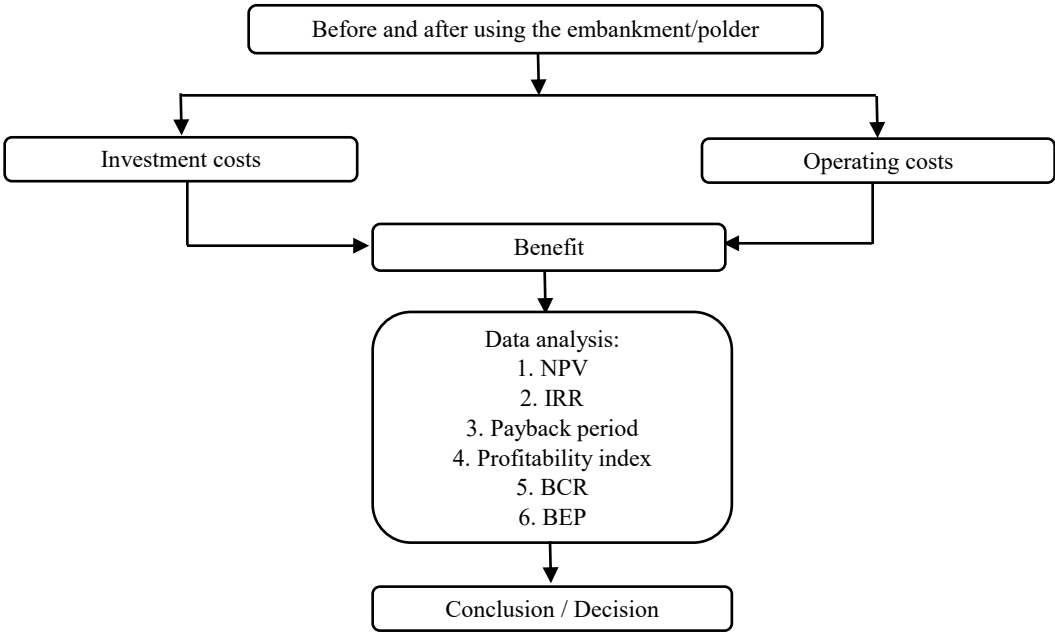 Before and after using the embankment/polder
Investment costs
Operating costs
Benefit
Data analysis:
1. NPV
2. IRR
3. Payback period
4. Profitability index
5. BCR
6. BEP
Conclusion / Decision